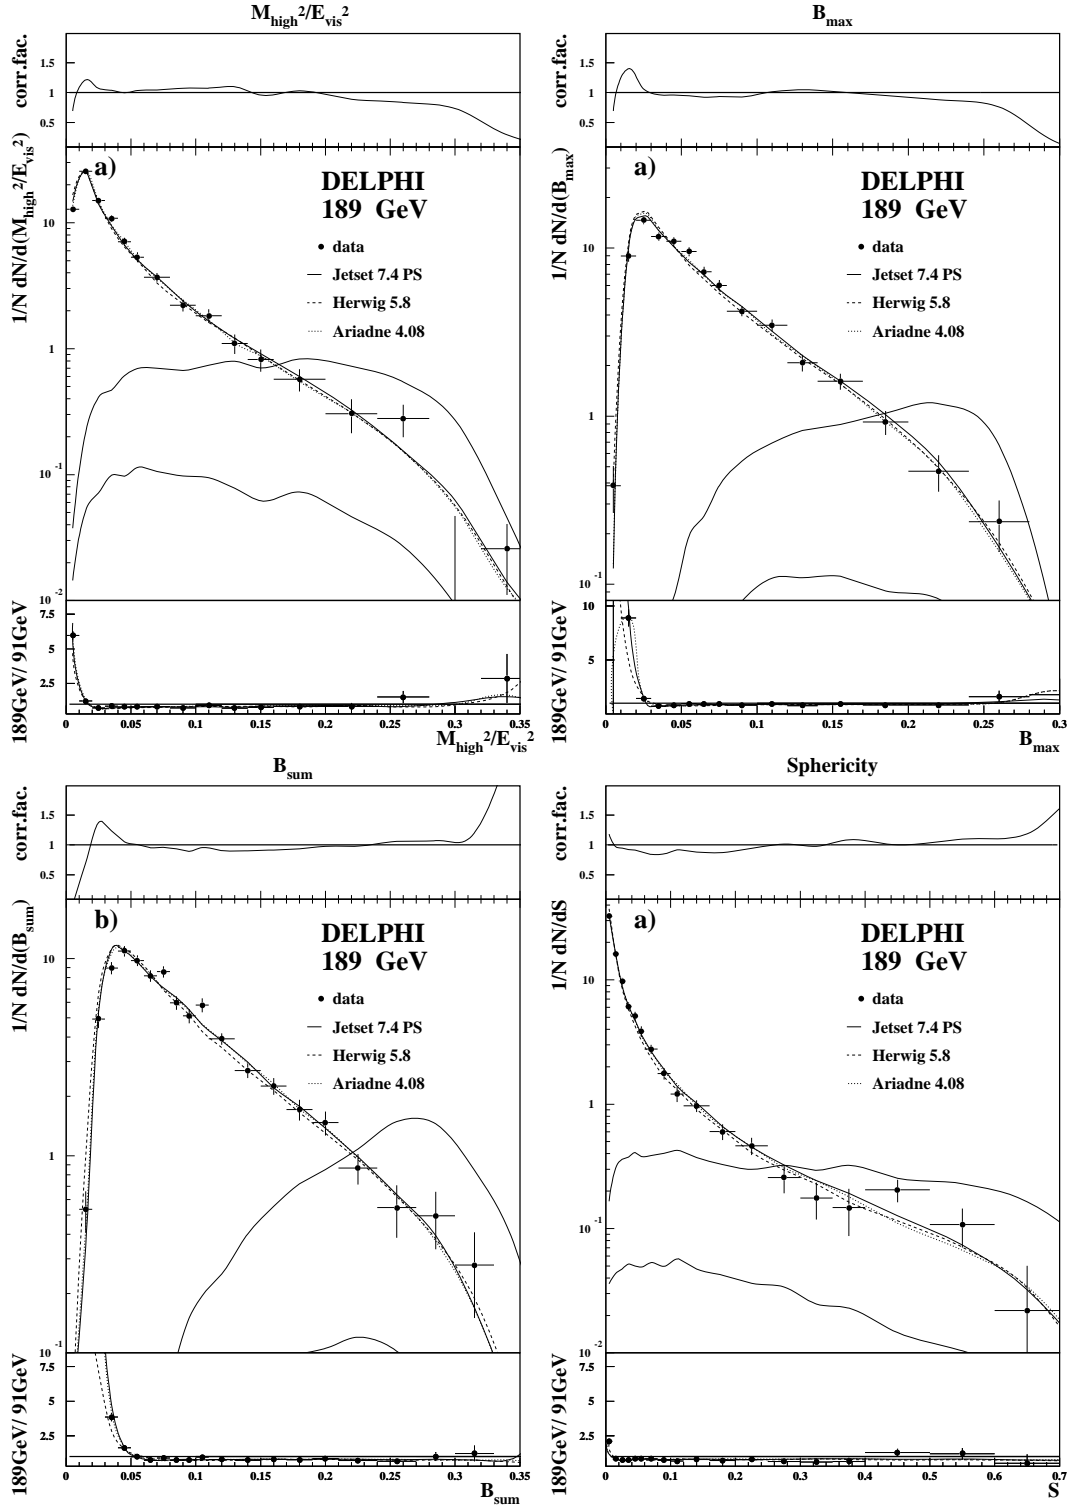 M_high^2/E_vis^2
corr.fac.
1.5
1
0.5
1/N dN/d(M_high^2/E_vis^2)
a)
DELPHI
189 GeV
data
Jetset 7.4 PS
Herwig 5.8
Ariadne 4.08
10
1
10^-1
10^-2
189GeV/ 91GeV
7.5
5
2.5
0 0.05 0.1 0.15 0.2 0.25 0.3 0.35
M_high^2/E_vis^2
B_max
corr.fac.
1.5
1
0.5
1/N dN/d(B_max)
a)
DELPHI
189 GeV
data
Jetset 7.4 PS
Herwig 5.8
Ariadne 4.08
10
1
10^-1
189GeV/ 91GeV
10
5
0 0.05 0.1 0.15 0.2 0.25 0.3
B_max
B_sum
corr.fac.
1.5
1
0.5
1/N dN/d(B_sum)
b)
DELPHI
189 GeV
data
Jetset 7.4 PS
Herwig 5.8
Ariadne 4.08
10
1
10^-1
189GeV/ 91GeV
7.5
5
2.5
0 0.05 0.1 0.15 0.2 0.25 0.3 0.35
B_sum
Sphericity
corr.fac.
1.5
1
0.5
1/N dN/dS
a)
DELPHI
189 GeV
data
Jetset 7.4 PS
Herwig 5.8
Ariadne 4.08
10
1
10^-1
10^-2
189GeV/ 91GeV
7.5
5
2.5
0 0.1 0.2 0.3 0.4 0.5 0.6 0.7
S